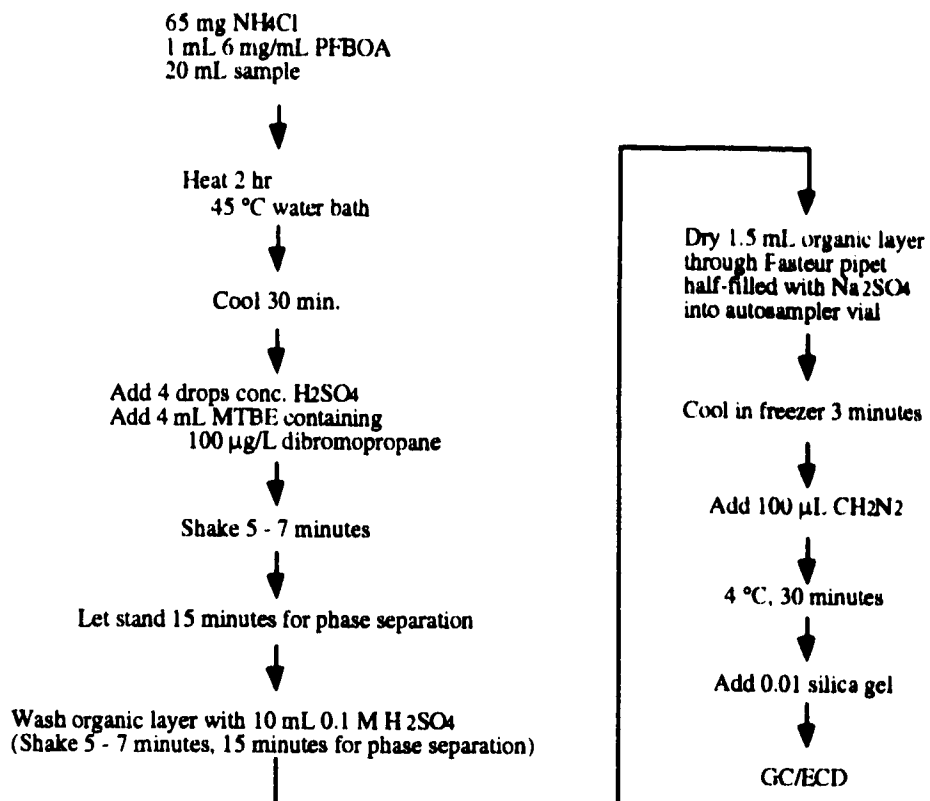 65 mg NH4Cl
1 mL 6 mg/mL PFBOA
20 mL sample
Heat 2 hr
45 °C water bath
Cool 30 min.
Add 4 drops conc. H2SO4
Add 4 mL MTBE containing
100 µg/L dibromopropane
Shake 5 - 7 minutes
Let stand 15 minutes for phase separation
Wash organic layer with 10 mL 0.1 M H2SO4
(Shake 5 - 7 minutes, 15 minutes for phase separation)
Dry 1.5 mL organic layer
through Pasteur pipet
half-filled with Na2SO4
into autosampler vial
Cool in freezer 3 minutes
Add 100 µL CH2N2
4 °C, 30 minutes
Add 0.01 silica gel
GC/ECD